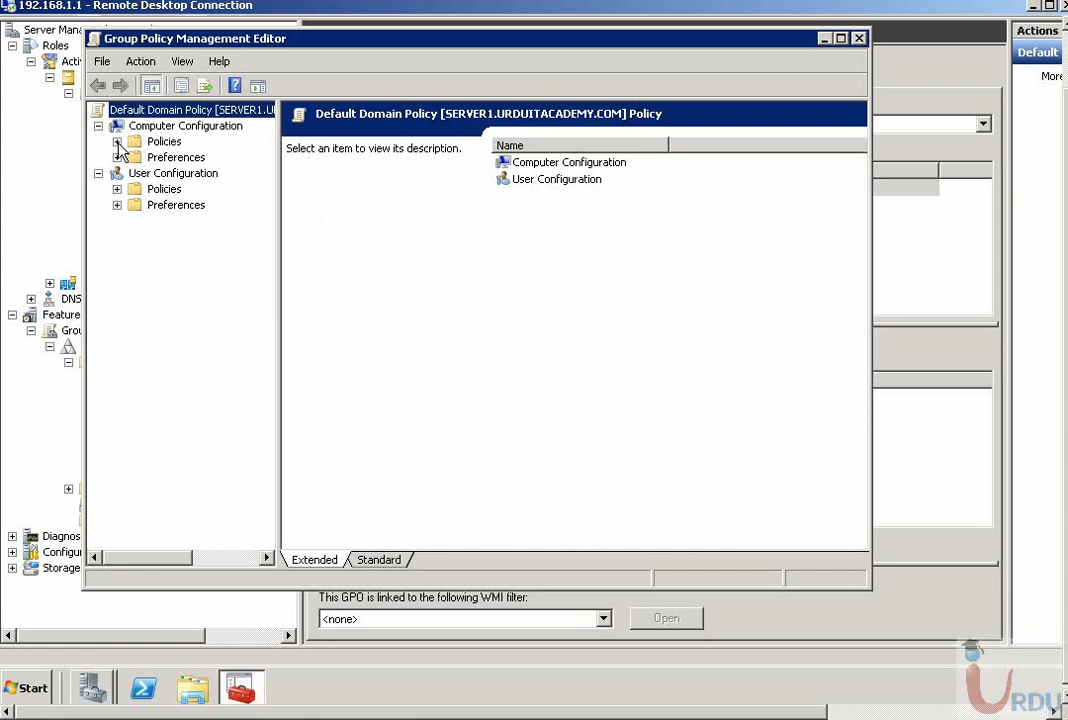 192.168.1.1 - Remote Desktop Connection
Server Mana
Roles
Activ
DNS
Feature
Grou
Diagnos
Configu
Storage
Group Policy Management Editor
File Action View Help
Default Domain Policy [SERVER1.U
Computer Configuration
Policies
Preferences
User Configuration
Policies
Preferences
Default Domain Policy [SERVER1.URDUITACADEMY.COM] Policy
Select an item to view its description.
Name
Computer Configuration
User Configuration
Extended Standard
This GPO is linked to the following WMI filter:
<none>
Open
Actions
Default
More
Start
URDU